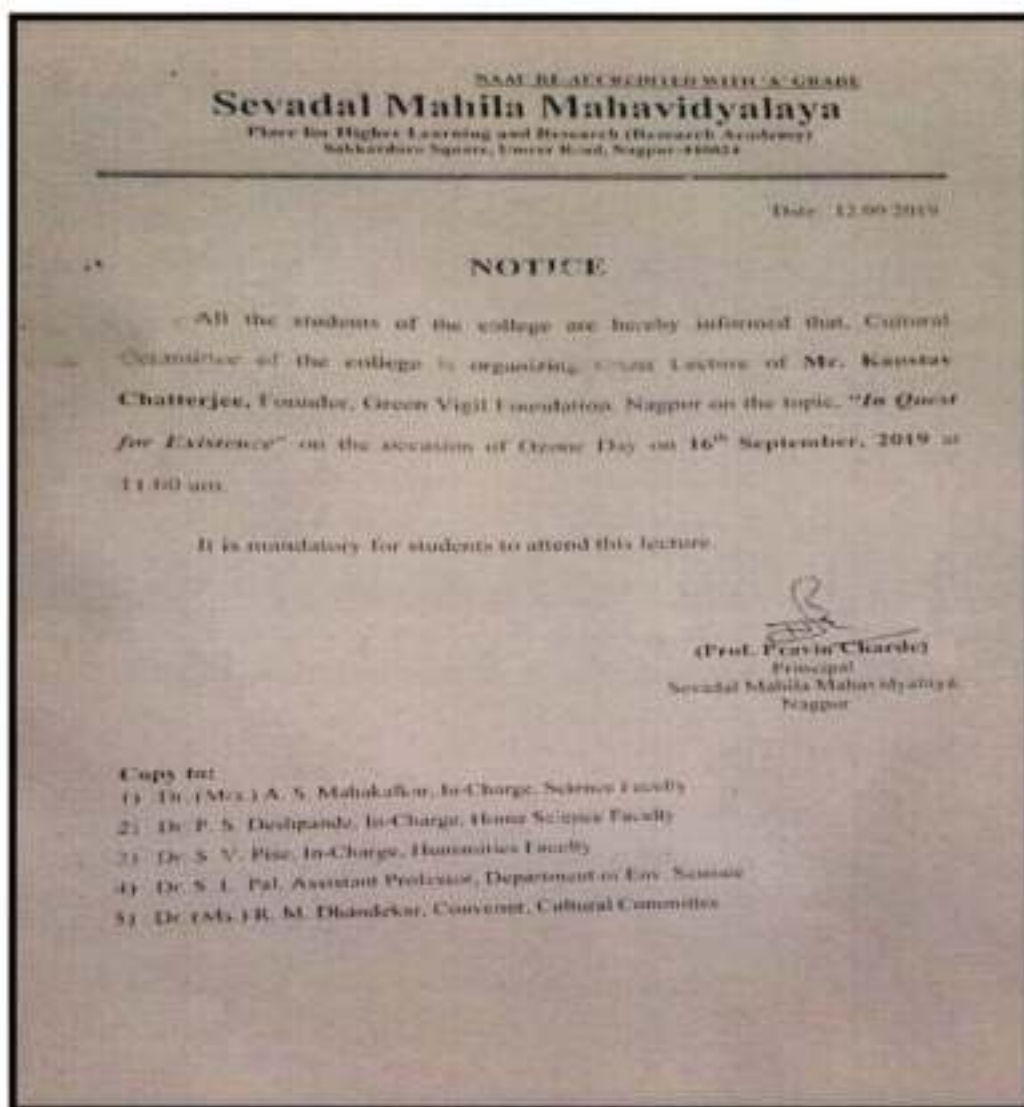 NAAC RE-ACCREDITED WITH 'A' GRADE
Sevadal Mahila Mahavidyalaya
Place for Higher Learning and Research (Research Academy)
Sakkardara Square, Umrer Road, Nagpur-440024
Date 12/09/2019
NOTICE
All the students of the college are hereby informed that, Cultural
Committee of the college is organizing Guest Lecture of Mr. Kaustav
Chatterjee, Founder, Green Vigil Foundation, Nagpur on the topic, "In Quest
for Existence" on the occasion of Ozone Day on 16th September, 2019 at
11.00 am.
It is mandatory for students to attend this lecture.
(Prof. Pravin Charde)
Principal
Sevadal Mahila Mahavidyalaya,
Nagpur
Copy to:
1) Dr. (Mrs.) A. S. Mahakalkar, In-Charge, Science Faculty
2) Dr. P. S. Deshpande, In-Charge, Home Science Faculty
3) Dr. S. V. Pise, In-Charge, Humanities Faculty
4) Dr. S. L. Pal, Assistant Professor, Department of Env. Science
5) Dr. (Ms.) R. M. Dhandekar, Convener, Cultural Committee